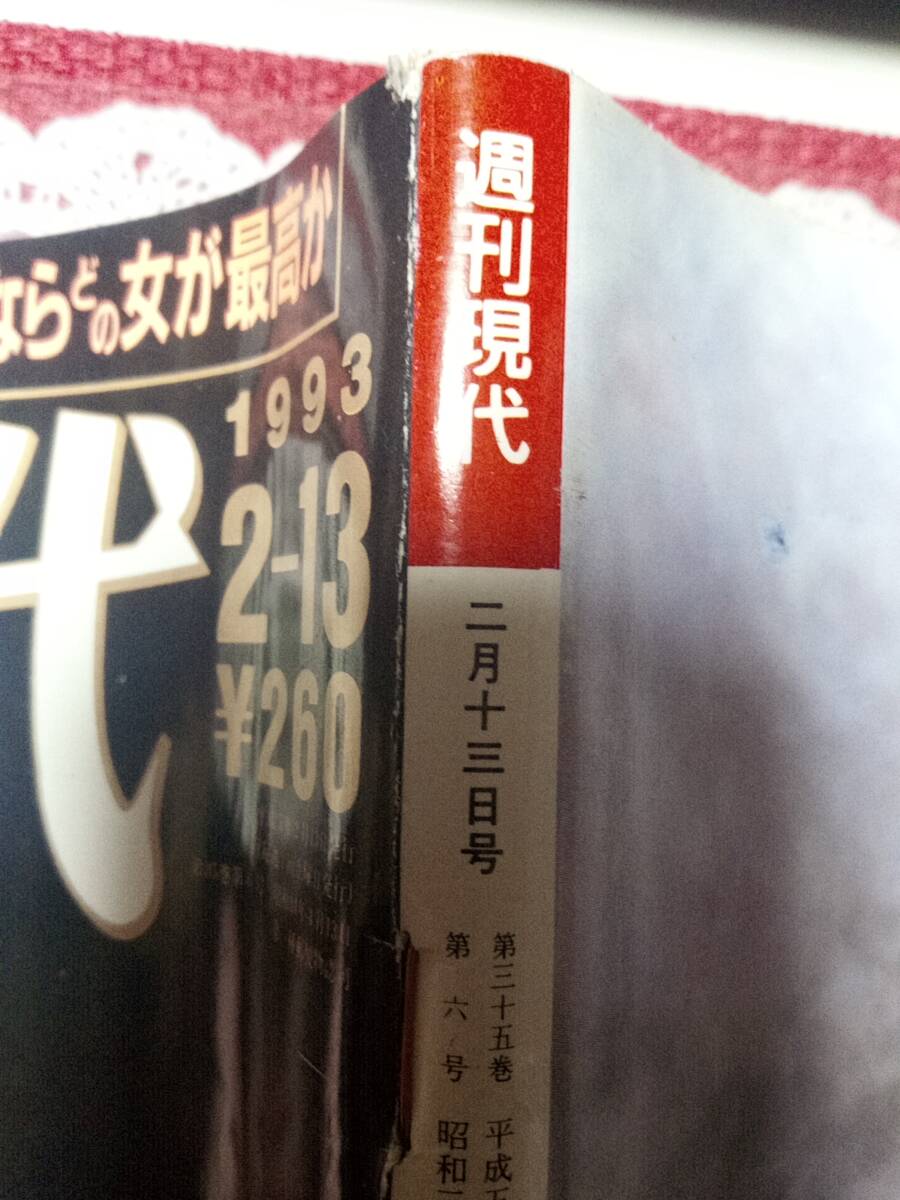 ならどの女が最高か
代
1993
2-13
¥260
週刊現代
二月十三日号
第三十五巻
第六号
平成五
昭和